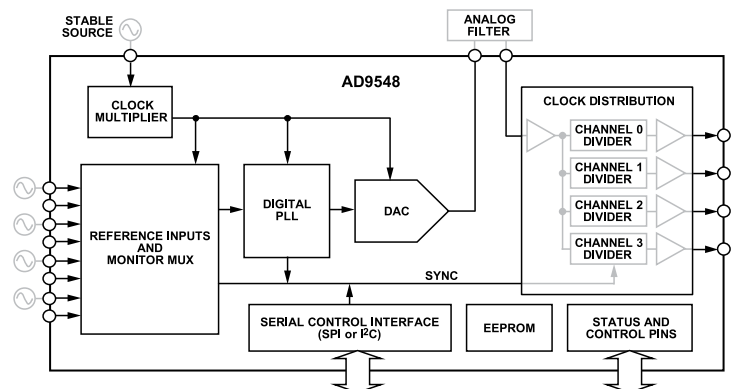 STABLE
SOURCE
ANALOG
FILTER
AD9548
CLOCK
MULTIPLIER
CLOCK DISTRIBUTION
CHANNEL 0
DIVIDER
CHANNEL 1
DIVIDER
CHANNEL 2
DIVIDER
CHANNEL 3
DIVIDER
REFERENCE INPUTS
AND
MONITOR MUX
DIGITAL
PLL
DAC
SYNC
SERIAL CONTROL INTERFACE
(SPI or I²C)
EEPROM
STATUS AND
CONTROL PINS